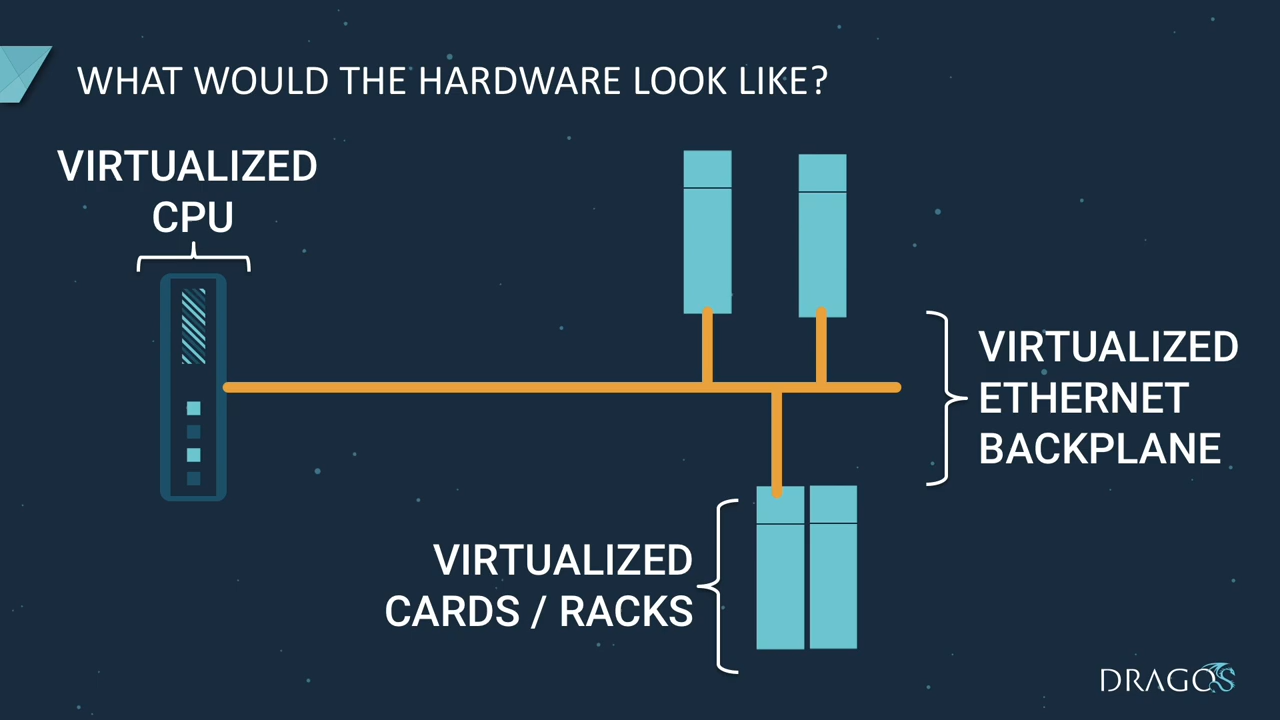 WHAT WOULD THE HARDWARE LOOK LIKE?
VIRTUALIZED
CPU
VIRTUALIZED
ETHERNET
BACKPLANE
VIRTUALIZED
CARDS / RACKS
DRAGOS